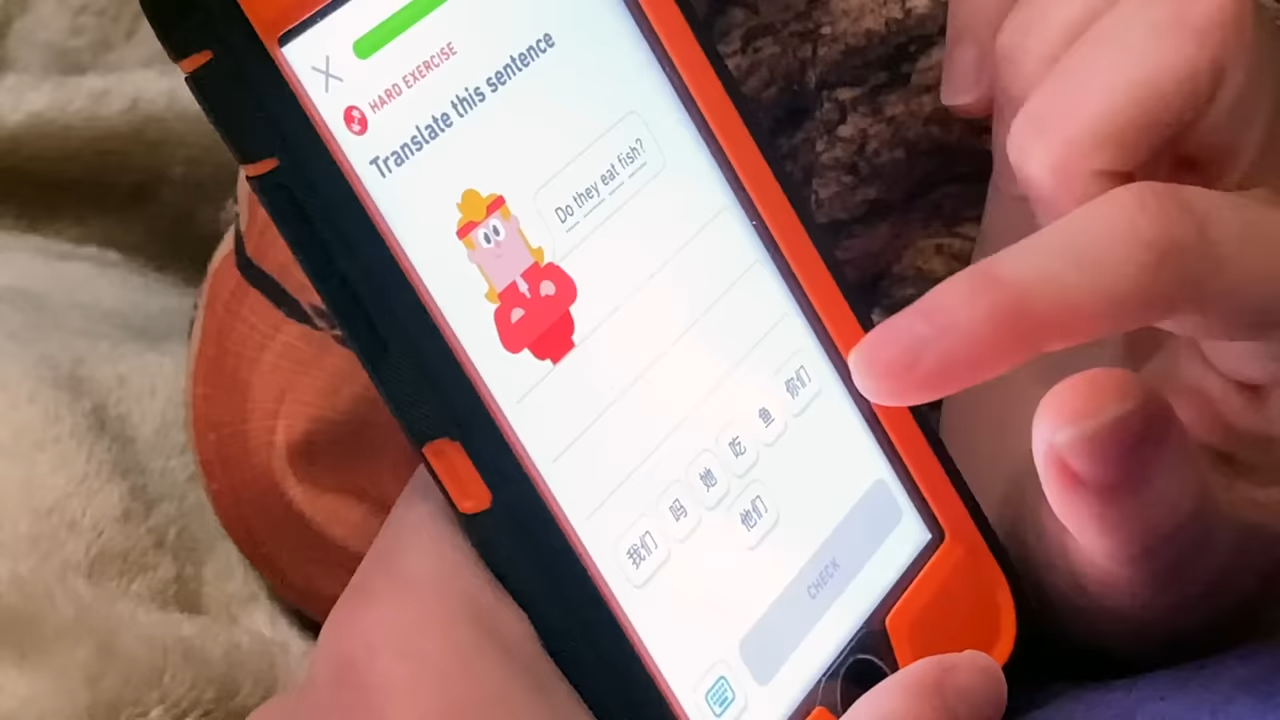 HARD EXERCISE
Translate this sentence
Do they eat fish?
我们 吗 她 吃 鱼 你们
他们
CHECK